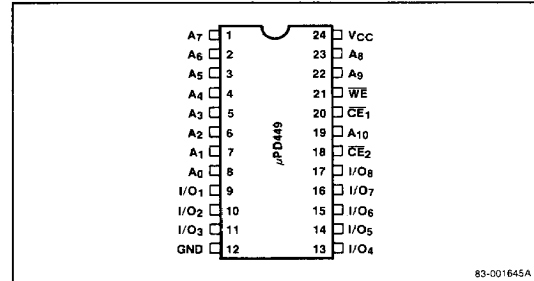 A7 1 24 VCC
A6 2 23 A8
A5 3 22 A9
A4 4 21 WE
A3 5 20 CE1
A2 6 19 A10
A1 7 18 CE2
A0 8 17 I/O8
I/O1 9 16 I/O7
I/O2 10 15 I/O6
I/O3 11 14 I/O5
GND 12 13 I/O4
μPD449
83-001645A